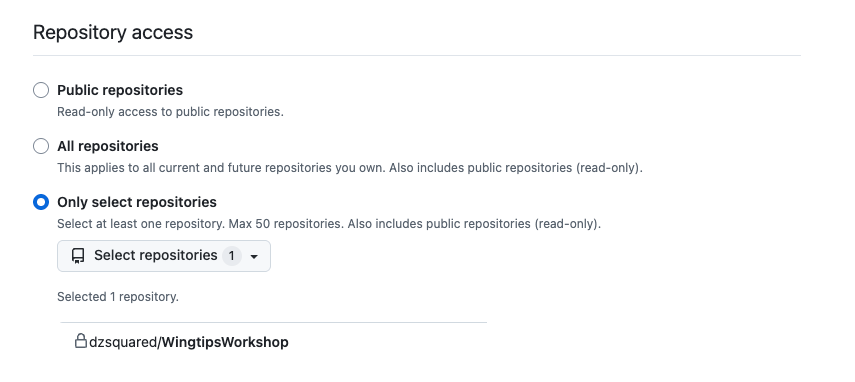 Repository access
Public repositories
Read-only access to public repositories.
All repositories
This applies to all current and future repositories you own. Also includes public repositories (read-only).
Only select repositories
Select at least one repository. Max 50 repositories. Also includes public repositories (read-only).
Select repositories 1
Selected 1 repository.
dzsquared/WingtipsWorkshop